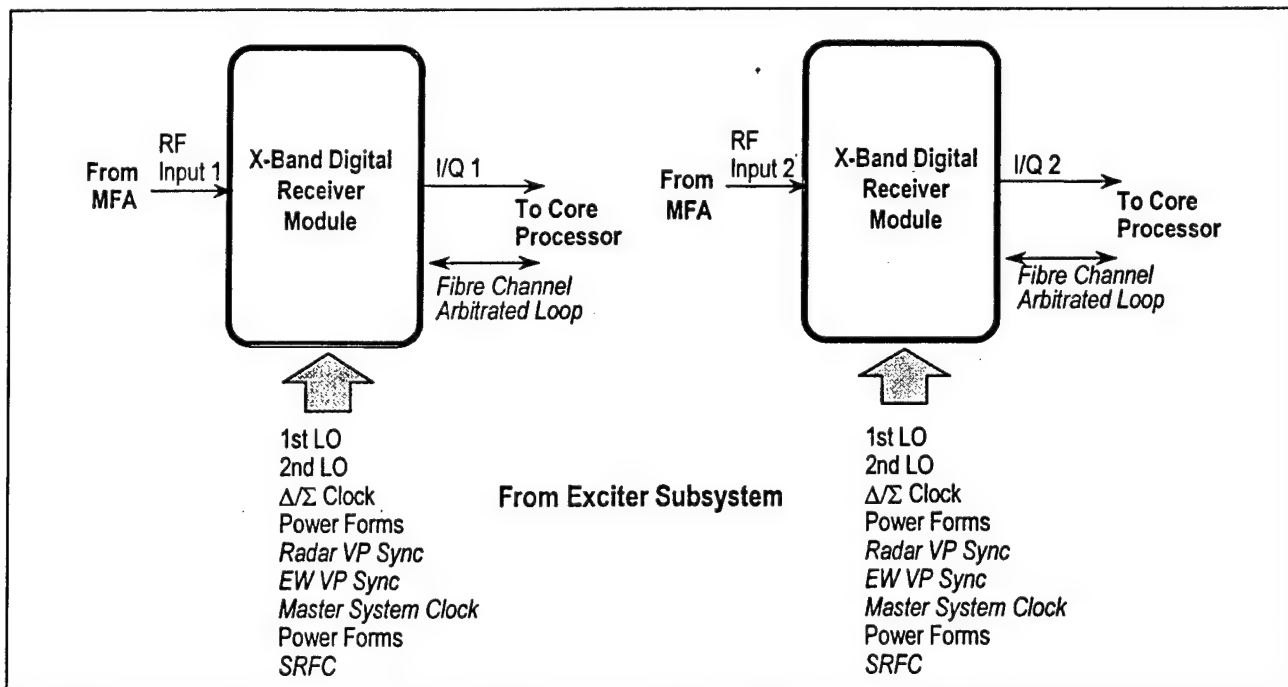 From
MFA
RF
Input 1
X-Band Digital
Receiver
Module
I/Q 1
To Core
Processor
Fibre Channel
Arbitrated Loop
1st LO
2nd LO
Δ/Σ Clock
Power Forms
Radar VP Sync
EW VP Sync
Master System Clock
Power Forms
SRFC
From Exciter Subsystem
From
MFA
RF
Input 2
X-Band Digital
Receiver
Module
I/Q 2
To Core
Processor
Fibre Channel
Arbitrated Loop
1st LO
2nd LO
Δ/Σ Clock
Power Forms
Radar VP Sync
EW VP Sync
Master System Clock
Power Forms
SRFC